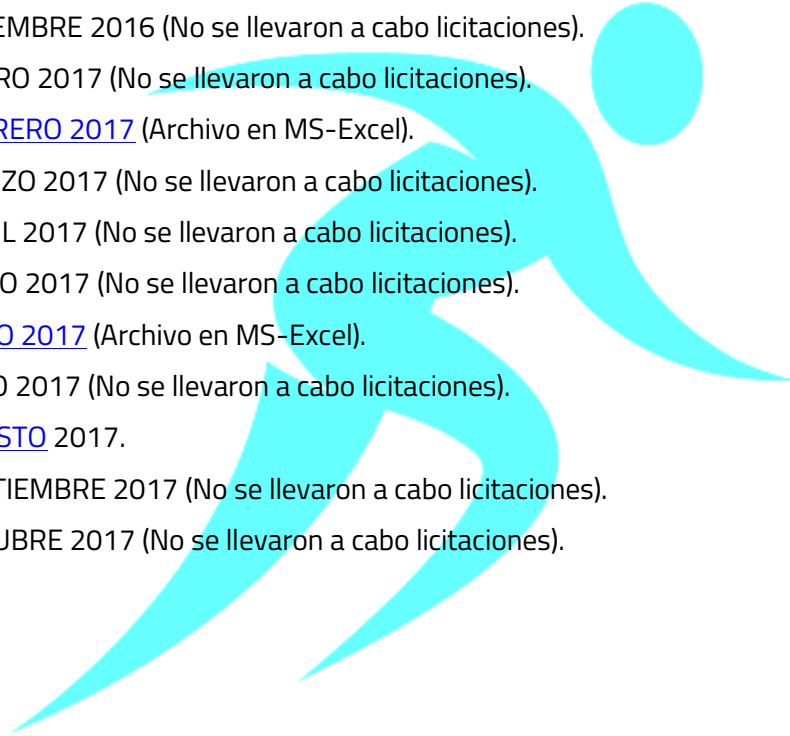 EMBRE 2016 (No se llevaron a cabo licitaciones).
RO 2017 (No se llevaron a cabo licitaciones).
RERO 2017 (Archivo en MS-Excel).
ZO 2017 (No se llevaron a cabo licitaciones).
L 2017 (No se llevaron a cabo licitaciones).
O 2017 (No se llevaron a cabo licitaciones).
O 2017 (Archivo en MS-Excel).
O 2017 (No se llevaron a cabo licitaciones).
STO 2017.
TIEMBRE 2017 (No se llevaron a cabo licitaciones).
UBRE 2017 (No se llevaron a cabo licitaciones).